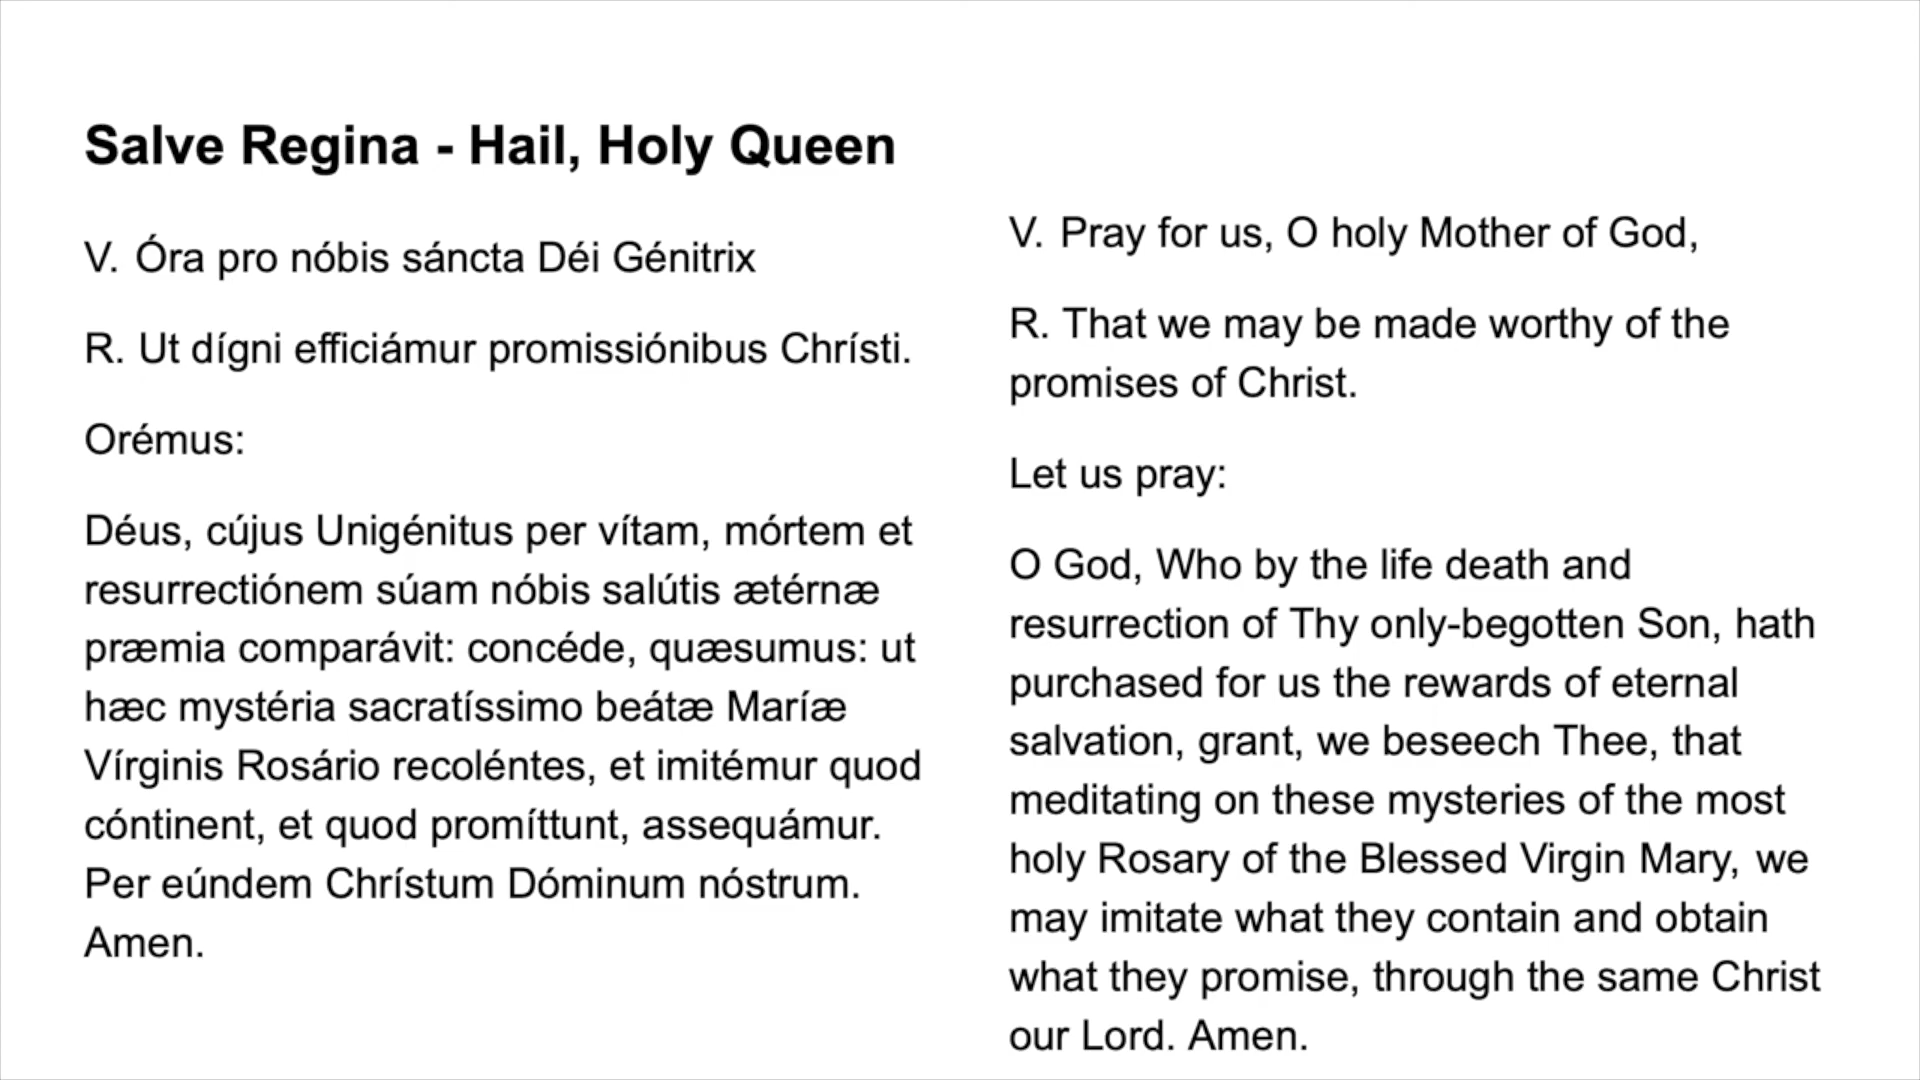 Salve Regina - Hail, Holy Queen
V. Óra pro nóbis sáncta Déi Génitrix
R. Ut dígni efficiámur promissiónibus Chrísti.
Orémus:
Déus, cújus Unigénitus per vítam, mórtem et
resurrectiónem súam nóbis salútis ætérnæ
præmia comparávit: concéde, quæsumus: ut
hæc mystéria sacratíssimo beátæ Maríæ
Vírginis Rosário recoléntes, et imitémur quod
cóntinent, et quod promíttunt, assequámur.
Per eúndem Chrístum Dóminum nóstrum.
Amen.
V. Pray for us, O holy Mother of God,
R. That we may be made worthy of the
promises of Christ.
Let us pray:
O God, Who by the life death and
resurrection of Thy only-begotten Son, hath
purchased for us the rewards of eternal
salvation, grant, we beseech Thee, that
meditating on these mysteries of the most
holy Rosary of the Blessed Virgin Mary, we
may imitate what they contain and obtain
what they promise, through the same Christ
our Lord. Amen.